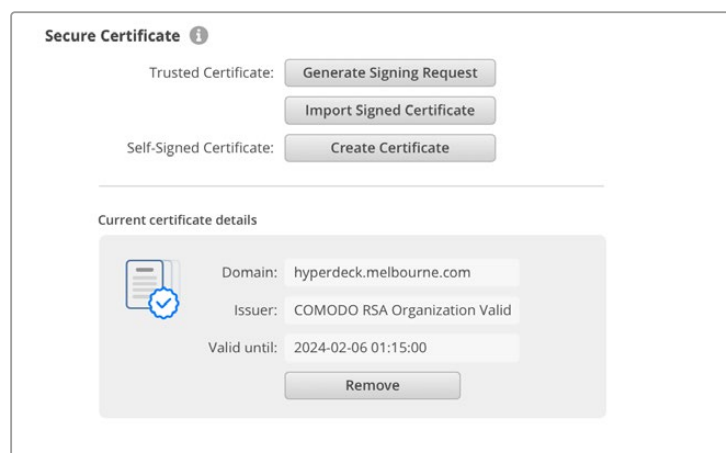 Secure Certificate
Trusted Certificate: Generate Signing Request
Import Signed Certificate
Self-Signed Certificate: Create Certificate
Current certificate details
Domain: hyperdeck.melbourne.com
Issuer: COMODO RSA Organization Valid
Valid until: 2024-02-06 01:15:00
Remove